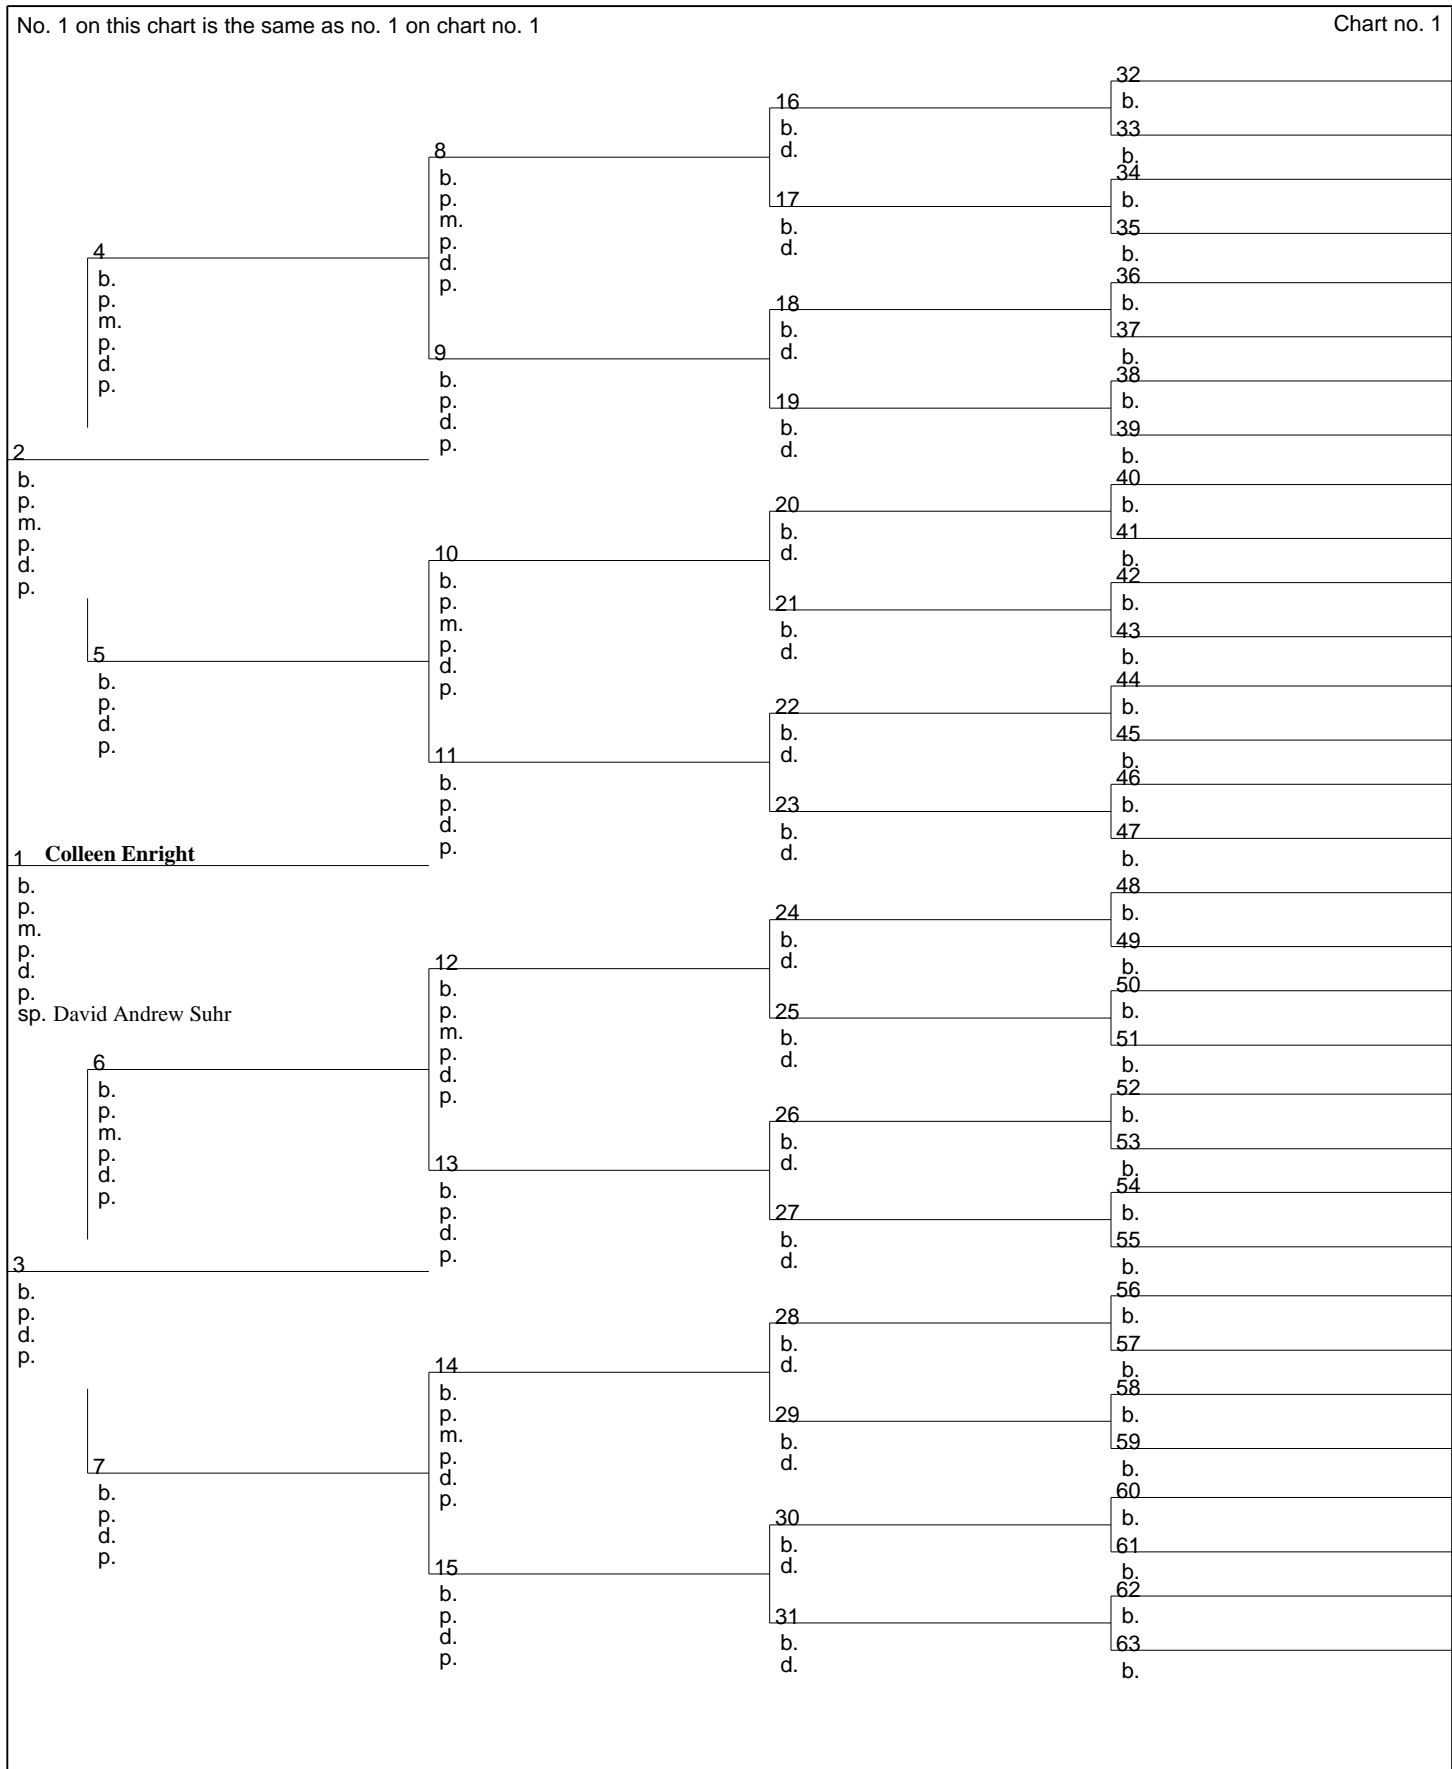 No. 1 on this chart is the same as no. 1 on chart no. 1
Chart no. 1
2
b.
p.
m.
p.
d.
p.
1 Colleen Enright
b.
p.
m.
p.
d.
p.
sp. David Andrew Suhr
3
b.
p.
d.
p.
4
b.
p.
m.
p.
d.
p.
5
b.
p.
d.
p.
6
b.
p.
m.
p.
d.
p.
7
b.
p.
d.
p.
8
b.
p.
m.
p.
d.
p.
9
b.
p.
d.
p.
10
b.
p.
m.
p.
d.
p.
11
b.
p.
d.
p.
12
b.
p.
m.
p.
d.
p.
13
b.
p.
d.
p.
14
b.
p.
m.
p.
d.
p.
15
b.
p.
d.
p.
16
b.
d.
17
b.
d.
18
b.
d.
19
b.
d.
20
b.
d.
21
b.
d.
22
b.
d.
23
b.
d.
24
b.
d.
25
b.
d.
26
b.
d.
27
b.
d.
28
b.
d.
29
b.
d.
30
b.
d.
31
b.
d.
32
b.
33
b.
34
b.
35
b.
36
b.
37
b.
38
b.
39
b.
40
b.
41
b.
42
b.
43
b.
44
b.
45
b.
46
b.
47
b.
48
b.
49
b.
50
b.
51
b.
52
b.
53
b.
54
b.
55
b.
56
b.
57
b.
58
b.
59
b.
60
b.
61
b.
62
b.
63
b.